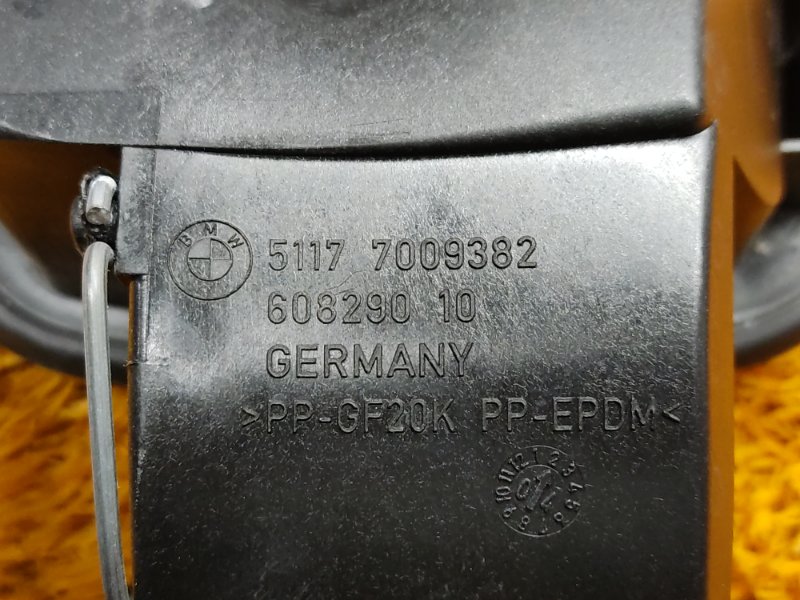 BMW
5117 7009382
608290 10
GERMANY
>PP-GF20K PP-EPDM<